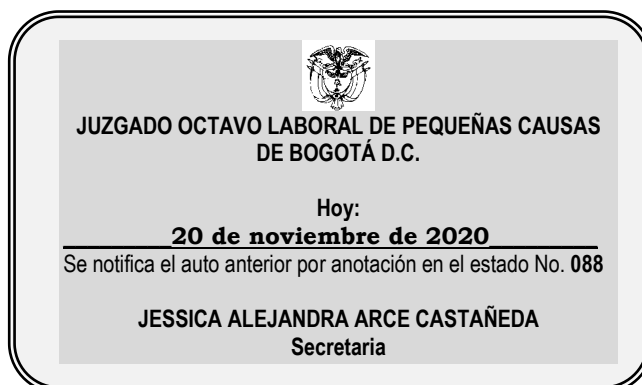 JUZGADO OCTAVO LABORAL DE PEQUEÑAS CAUSAS
DE BOGOTÁ D.C.
Hoy:
20 de noviembre de 2020
Se notifica el auto anterior por anotación en el estado No. 088
JESSICA ALEJANDRA ARCE CASTAÑEDA
Secretaria